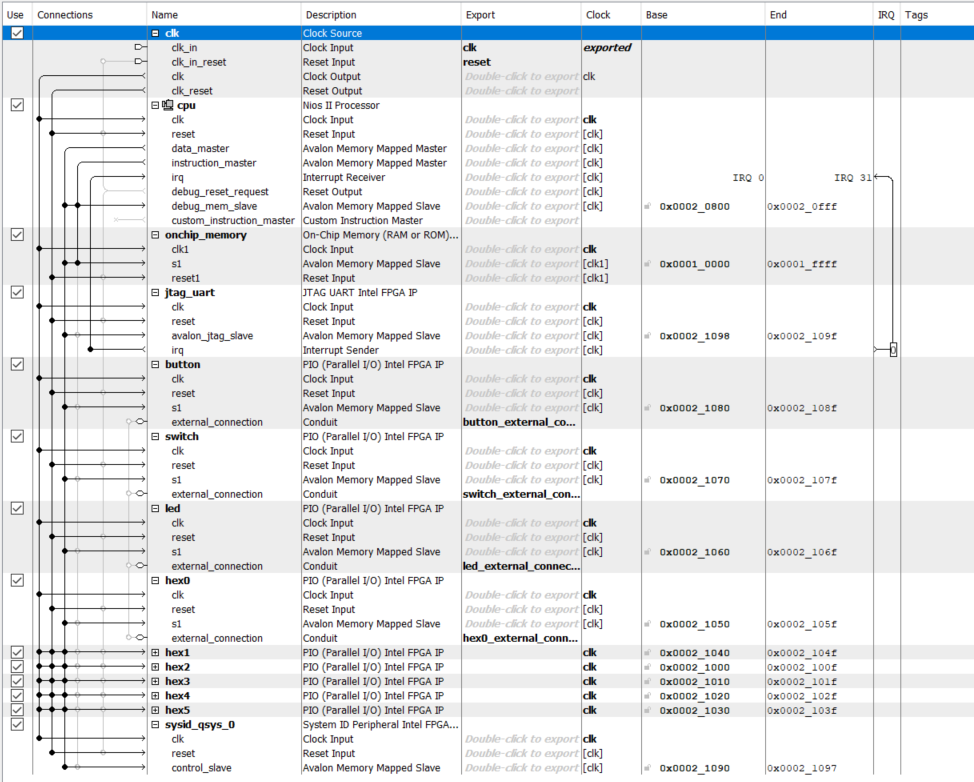 Use Connections Name Description Export Clock Base End IRQ Tags
clk Clock Source
clk_in Clock Input clk exported
clk_in_reset Reset Input reset
clk Clock Output Double-click to export clk
clk_reset Reset Output Double-click to export
cpu Nios II Processor
clk Clock Input Double-click to export clk
reset Reset Input Double-click to export [clk]
data_master Avalon Memory Mapped Master Double-click to export [clk]
instruction_master Avalon Memory Mapped Master Double-click to export [clk]
irq Interrupt Receiver Double-click to export [clk] IRQ 0 IRQ 31
debug_reset_request Reset Output Double-click to export [clk]
debug_mem_slave Avalon Memory Mapped Slave Double-click to export [clk] 0x0002_0800 0x0002_0fff
custom_instruction_master Custom Instruction Master Double-click to export
onchip_memory On-Chip Memory (RAM or ROM)...
clk1 Clock Input Double-click to export clk
s1 Avalon Memory Mapped Slave Double-click to export [clk1] 0x0001_0000 0x0001_ffff
reset1 Reset Input Double-click to export [clk1]
jtag_uart JTAG UART Intel FPGA IP
clk Clock Input Double-click to export clk
reset Reset Input Double-click to export [clk]
avalon_jtag_slave Avalon Memory Mapped Slave Double-click to export [clk] 0x0002_1098 0x0002_109f
irq Interrupt Sender Double-click to export [clk]
button PIO (Parallel I/O) Intel FPGA IP
clk Clock Input Double-click to export clk
reset Reset Input Double-click to export [clk]
s1 Avalon Memory Mapped Slave Double-click to export [clk] 0x0002_1080 0x0002_108f
external_connection Conduit button_external_co...
switch PIO (Parallel I/O) Intel FPGA IP
clk Clock Input Double-click to export clk
reset Reset Input Double-click to export [clk]
s1 Avalon Memory Mapped Slave Double-click to export [clk] 0x0002_1070 0x0002_107f
external_connection Conduit switch_external_con...
led PIO (Parallel I/O) Intel FPGA IP
clk Clock Input Double-click to export clk
reset Reset Input Double-click to export [clk]
s1 Avalon Memory Mapped Slave Double-click to export [clk] 0x0002_1060 0x0002_106f
external_connection Conduit led_external_connec...
hex0 PIO (Parallel I/O) Intel FPGA IP
clk Clock Input Double-click to export clk
reset Reset Input Double-click to export [clk]
s1 Avalon Memory Mapped Slave Double-click to export [clk] 0x0002_1050 0x0002_105f
external_connection Conduit hex0_external_conn...
hex1 PIO (Parallel I/O) Intel FPGA IP clk 0x0002_1040 0x0002_104f
hex2 PIO (Parallel I/O) Intel FPGA IP clk 0x0002_1000 0x0002_100f
hex3 PIO (Parallel I/O) Intel FPGA IP clk 0x0002_1010 0x0002_101f
hex4 PIO (Parallel I/O) Intel FPGA IP clk 0x0002_1020 0x0002_102f
hex5 PIO (Parallel I/O) Intel FPGA IP clk 0x0002_1030 0x0002_103f
sysid_qsys_0 System ID Peripheral Intel FPGA...
clk Clock Input Double-click to export clk
reset Reset Input Double-click to export [clk]
control_slave Avalon Memory Mapped Slave Double-click to export [clk] 0x0002_1090 0x0002_1097